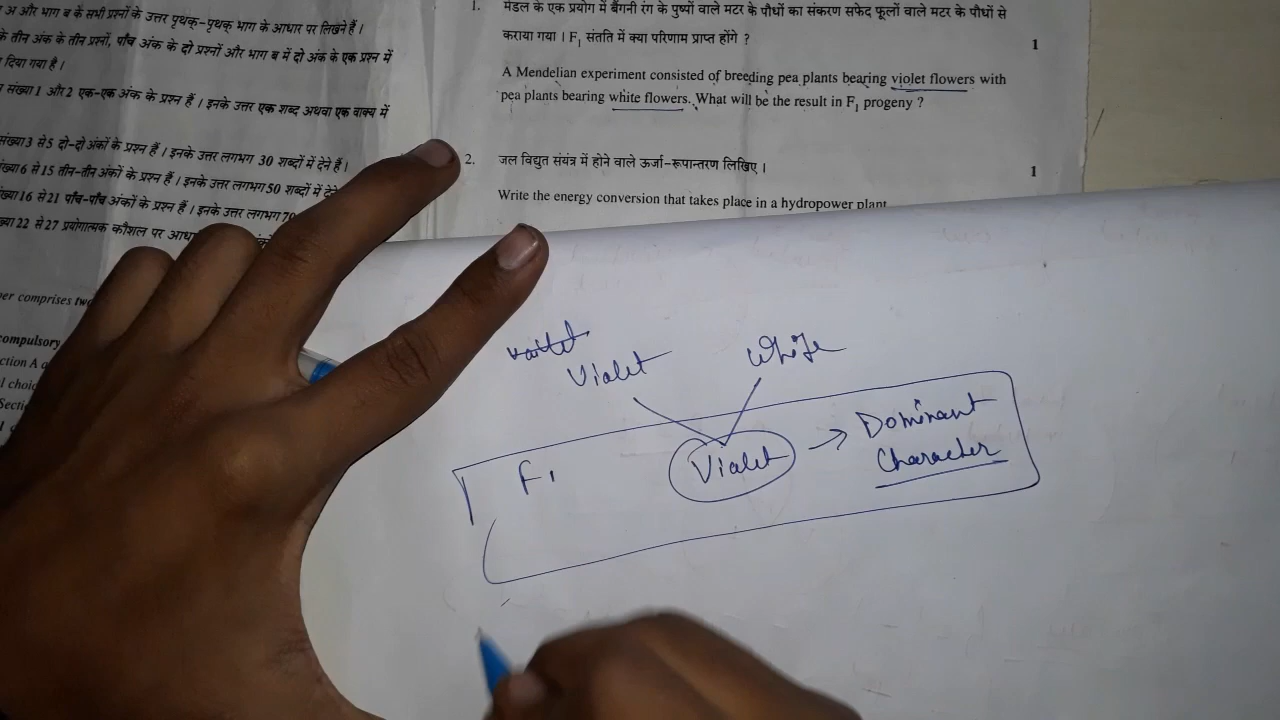 अ और भाग ब के सभी प्रश्नों के उत्तर पृथक्-पृथक् भाग के आधार पर लिखने हैं।
के तीन अंक के तीन प्रश्नों, पाँच अंक के दो प्रश्नों और भाग ब में दो अंक के एक प्रश्न में
दिया गया है।
संख्या 1 और 2 एक-एक अंक के प्रश्न हैं। इनके उत्तर एक शब्द अथवा एक वाक्य में
संख्या 3 से 5 दो-दो अंकों के प्रश्न हैं। इनके उत्तर लगभग 30 शब्दों में देने हैं।
ख्या 6 से 15 तीन-तीन अंकों के प्रश्न हैं। इनके उत्तर लगभग 50 शब्दों में देने
ख्या 16 से 21 पाँच-पाँच अंकों के प्रश्न हैं। इनके उत्तर लगभग 70
ख्या 22 से 27 प्रयोगात्मक कौशल पर आधा
er comprises two
compulsory
ction A a
l choic
Secti
1. मेंडल के एक प्रयोग में बैंगनी रंग के पुष्पों वाले मटर के पौधों का संकरण सफेद फूलों वाले मटर के पौधों से
कराया गया। F1 संतति में क्या परिणाम प्राप्त होंगे ? 1
A Mendelian experiment consisted of breeding pea plants bearing violet flowers with
pea plants bearing white flowers. What will be the result in F1 progeny ?
2. जल विद्युत संयंत्र में होने वाले ऊर्जा-रूपान्तरण लिखिए। 1
Write the energy conversion that takes place in a hydropower plant
Vialet White
F1 Vialet → Dominant
Character